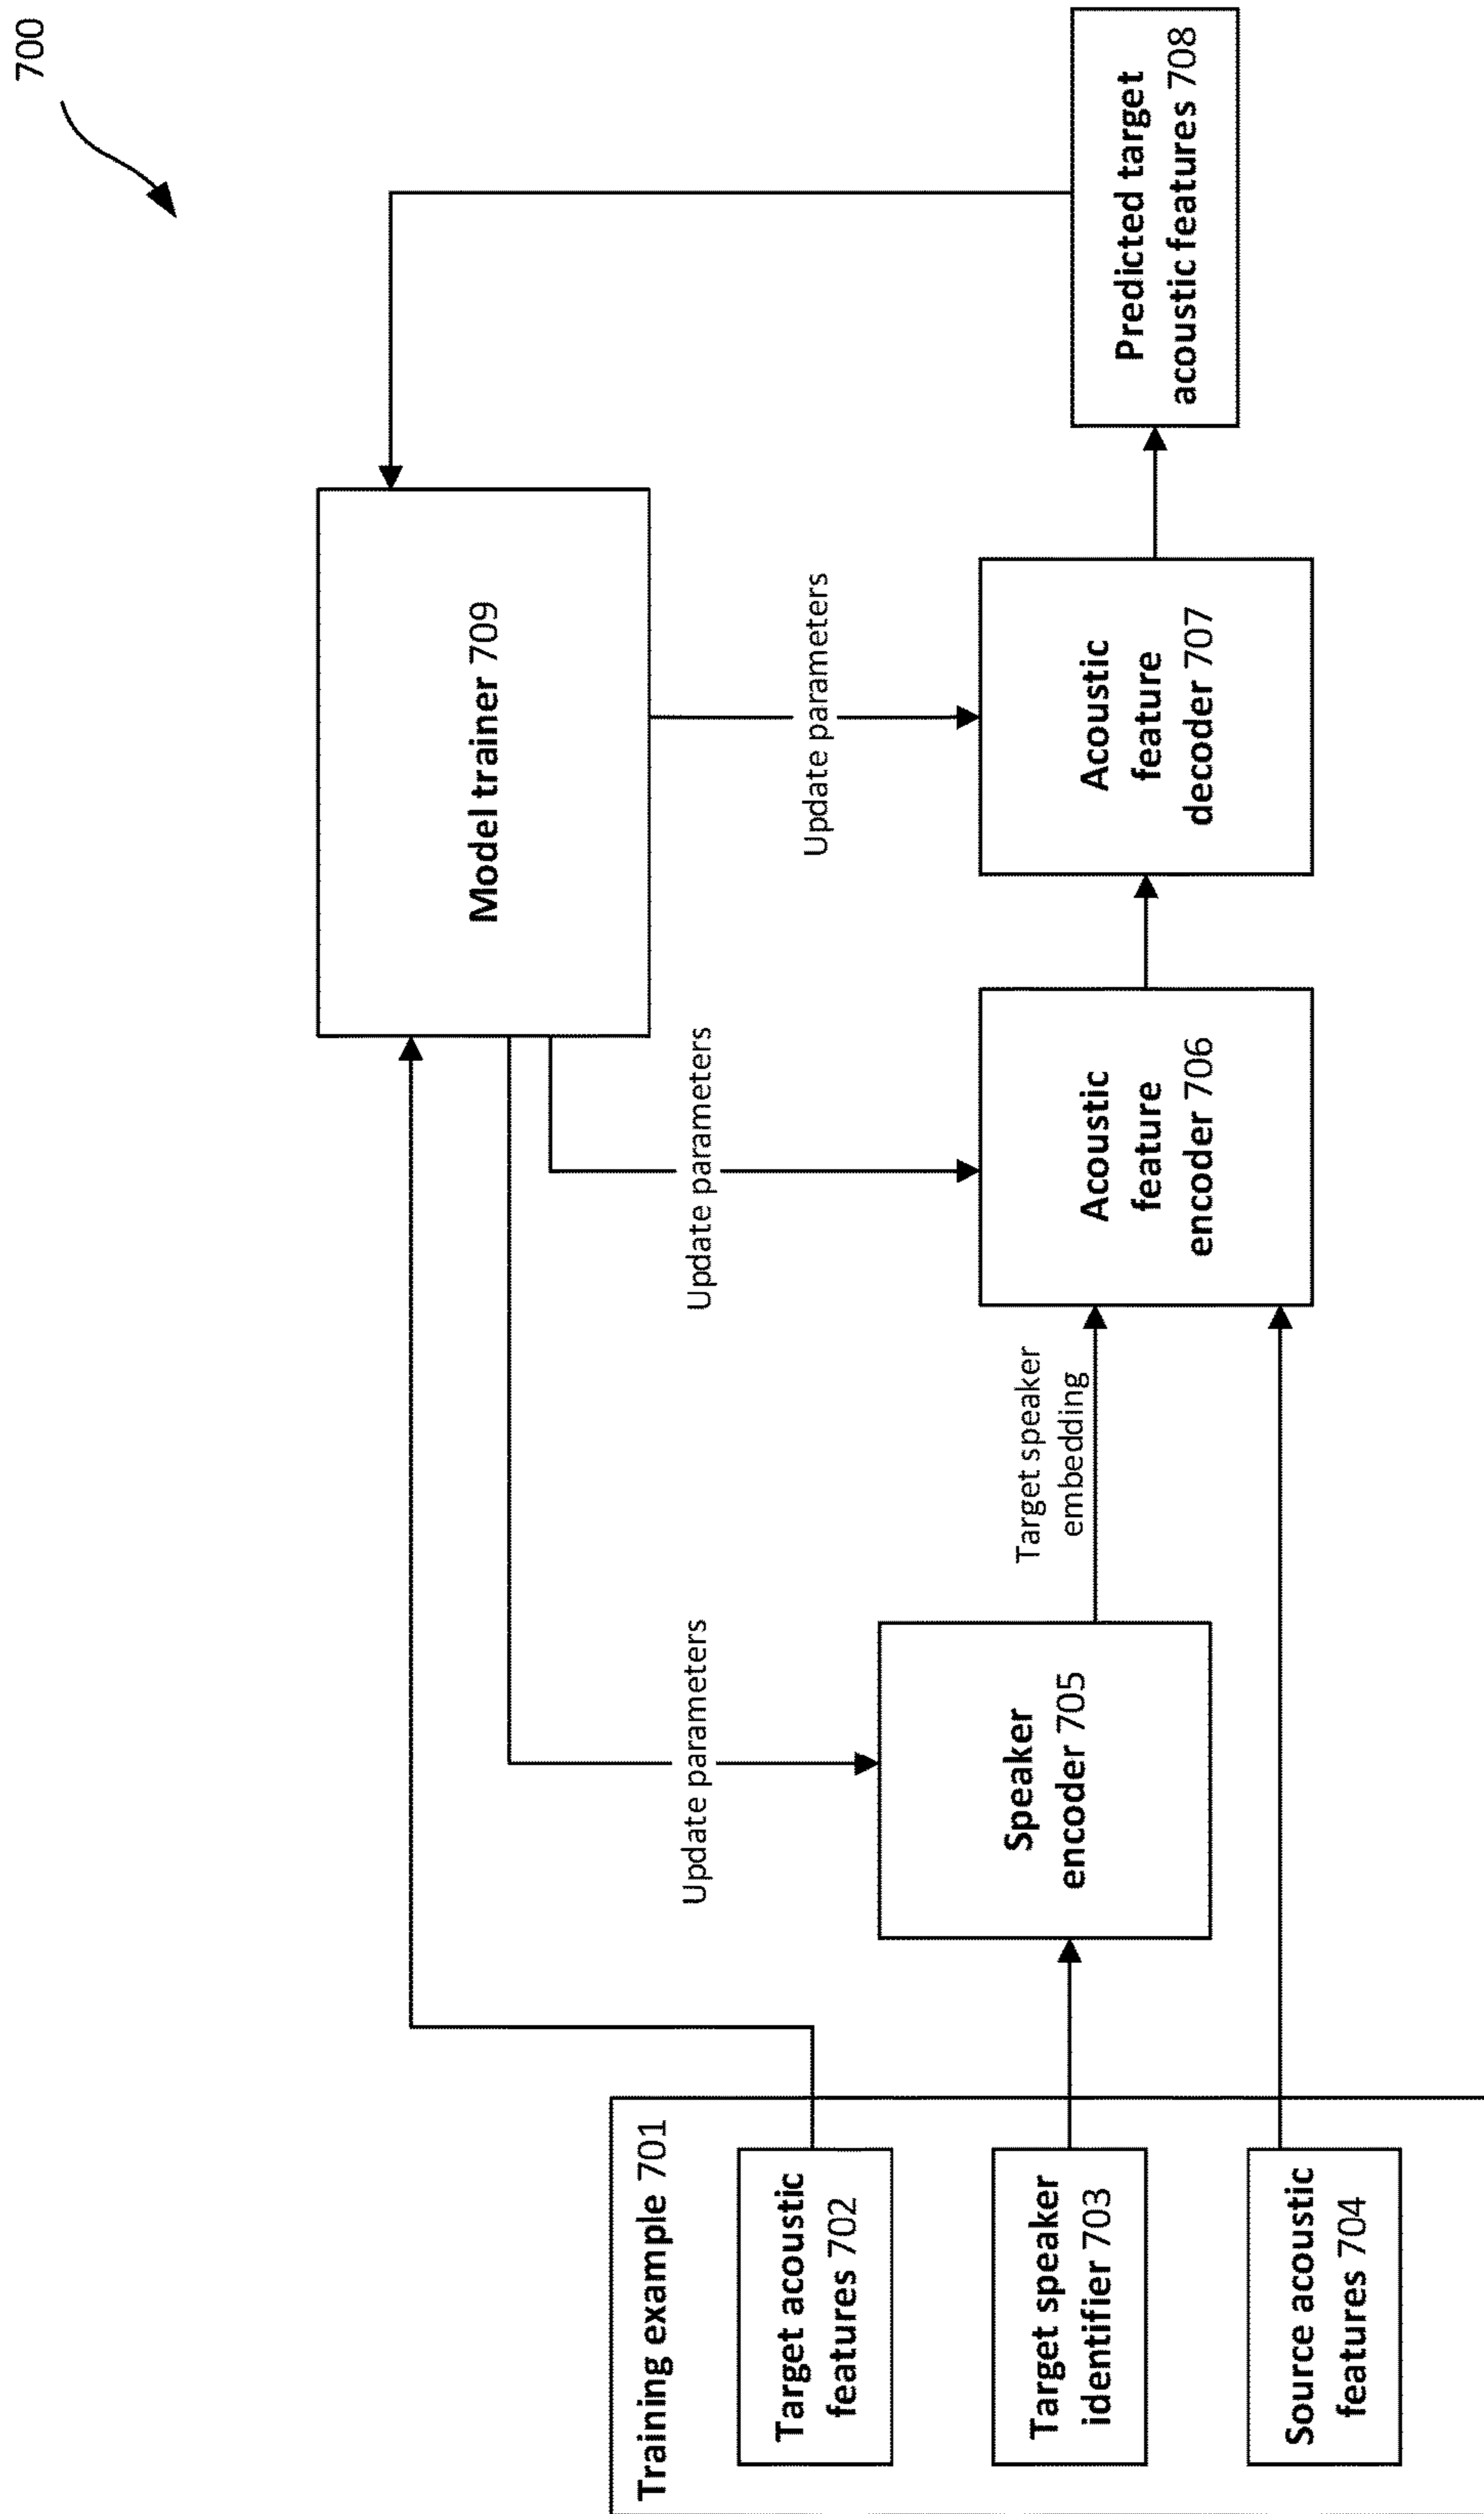 700
Model trainer 709
Update parameters
Update parameters
Update parameters
Training example 701
Target acoustic
features 702
Target speaker
identifier 703
Source acoustic
features 704
Speaker
encoder 705
Target speaker
embedding
Acoustic
feature
encoder 706
Acoustic
feature
decoder 707
Predicted target
acoustic features 708